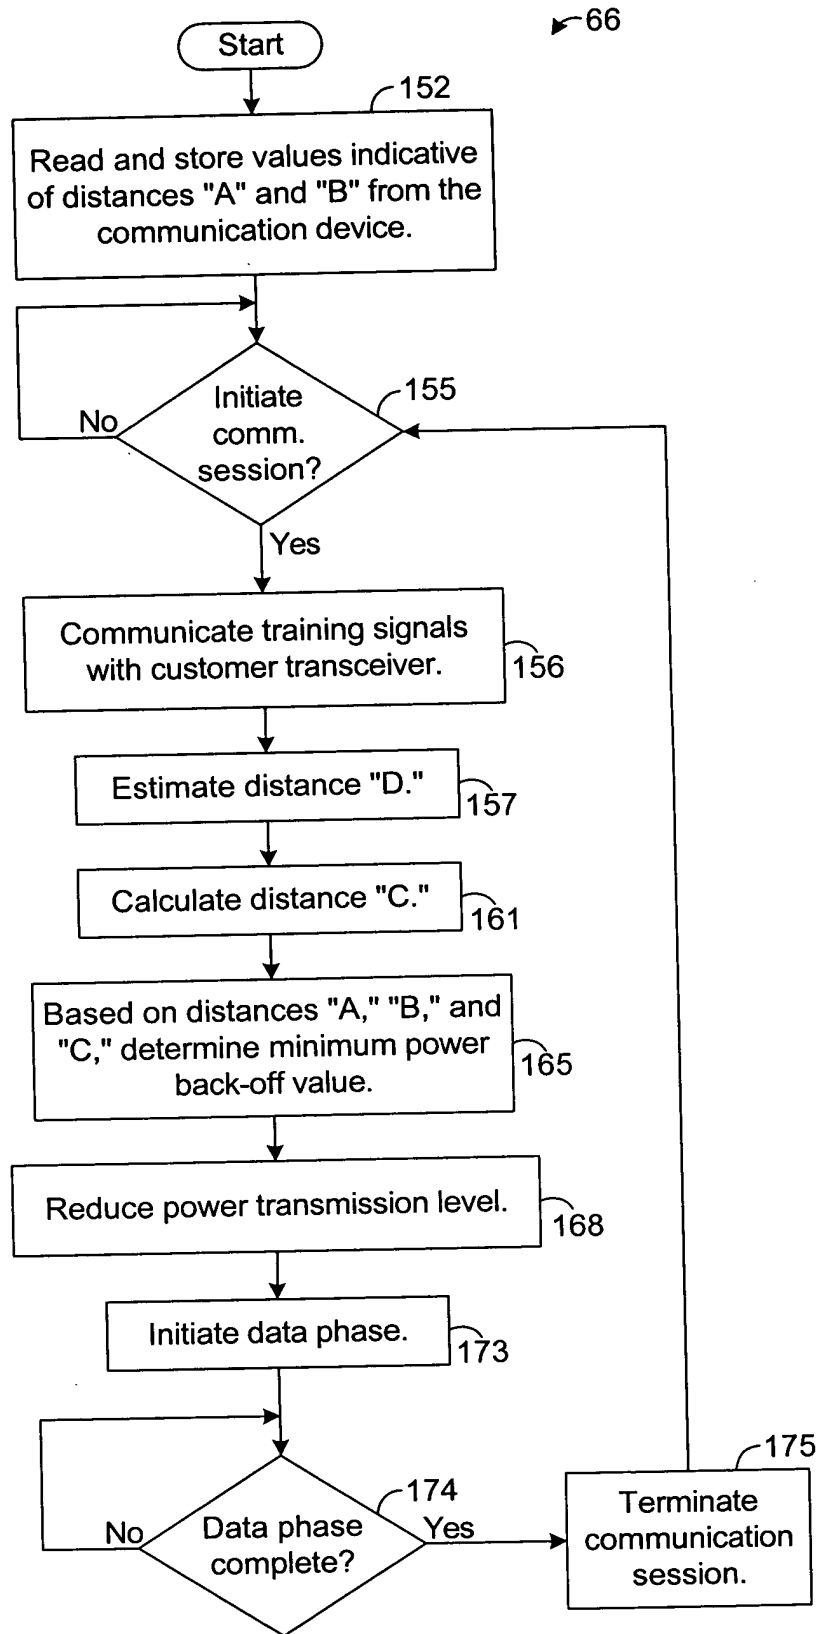 66
Start
152
Read and store values indicative
of distances "A" and "B" from the
communication device.
155
Initiate
comm.
session?
No
Yes
Communicate training signals
with customer transceiver.
156
Estimate distance "D."
157
Calculate distance "C."
161
Based on distances "A," "B," and
"C," determine minimum power
back-off value.
165
Reduce power transmission level.
168
Initiate data phase.
173
174
Data phase
complete?
No
Yes
175
Terminate
communication
session.